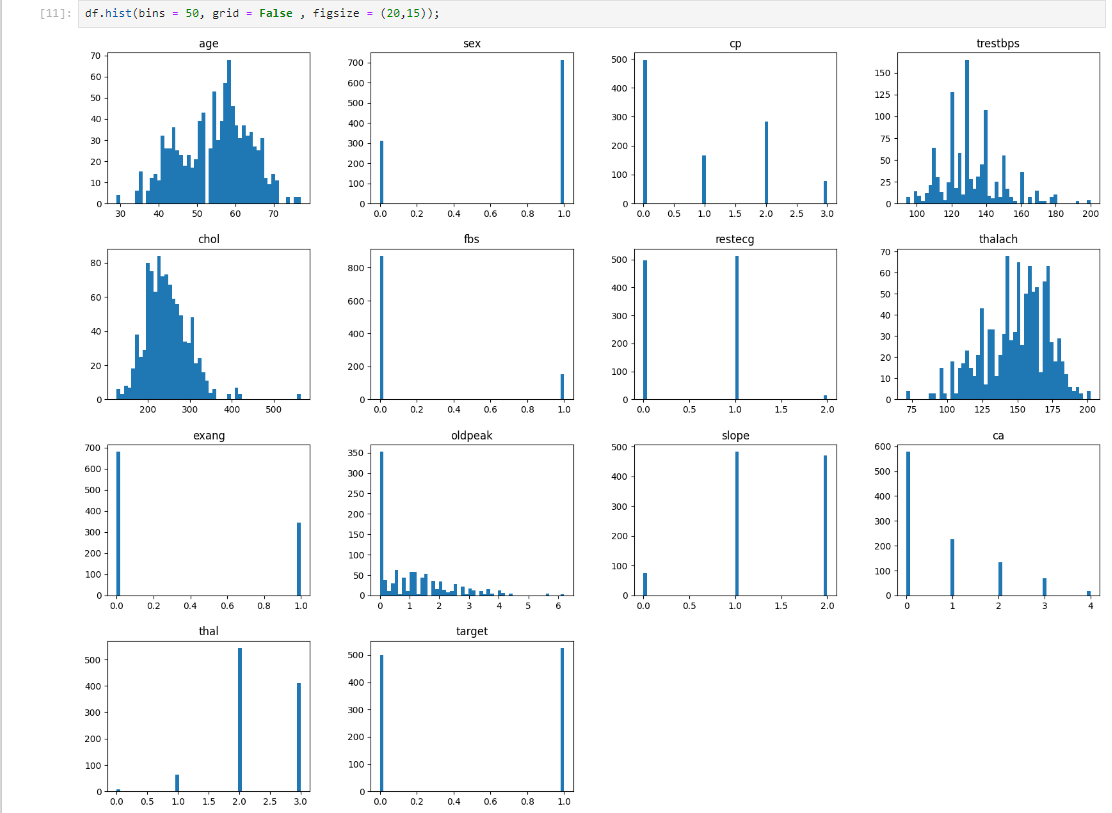 [11]: df.hist(bins = 50, grid = False , figsize = (20,15));
age sex cp trestbps
70 60 50 40 30 20 10 0
30 40 50 60 70
700 600 500 400 300 200 100 0
0.0 0.2 0.4 0.6 0.8 1.0
500 400 300 200 100 0
0.0 0.5 1.0 1.5 2.0 2.5 3.0
150 125 100 75 50 25 0
100 120 140 160 180 200
chol fbs restecg thalach
80 60 40 20 0
200 300 400 500
800 600 400 200 0
0.0 0.2 0.4 0.6 0.8 1.0
500 400 300 200 100 0
0.0 0.5 1.0 1.5 2.0
70 60 50 40 30 20 10 0
75 100 125 150 175 200
exang oldpeak slope ca
700 600 500 400 300 200 100 0
0.0 0.2 0.4 0.6 0.8 1.0
350 300 250 200 150 100 50 0
0 1 2 3 4 5 6
500 400 300 200 100 0
0.0 0.5 1.0 1.5 2.0
600 500 400 300 200 100 0
0 1 2 3 4
thal target
500 400 300 200 100 0
0.0 0.5 1.0 1.5 2.0 2.5 3.0
500 400 300 200 100 0
0.0 0.2 0.4 0.6 0.8 1.0